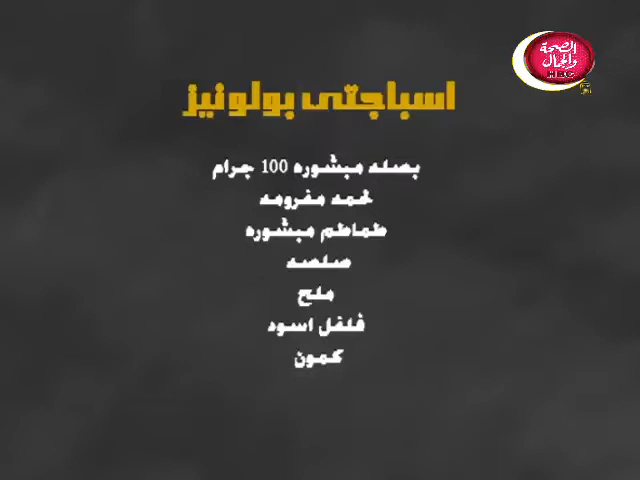 الصحة
والجمال
اسباجتى بولونيز
بصله مبشوره 100 جرام
لحمه مفرومه
طماطم مبشوره
صلصه
ملح
فلفل اسود
كمون